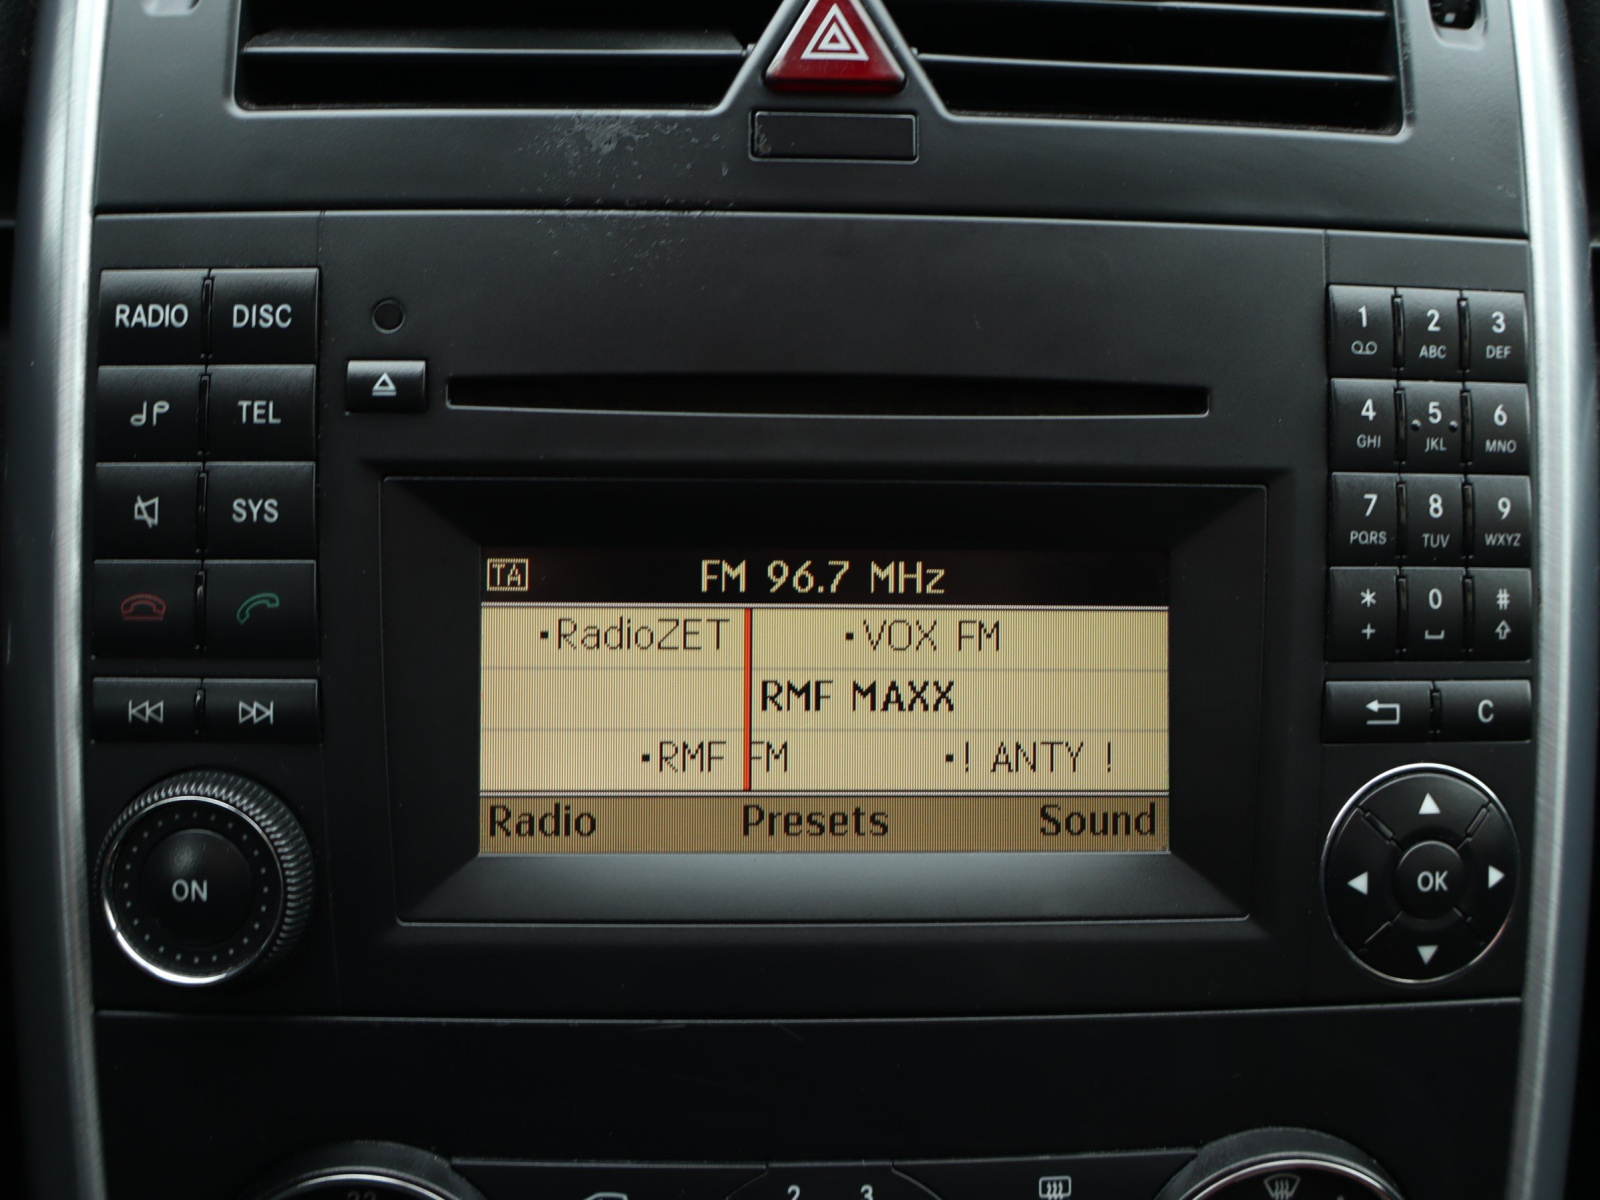 RADIO DISC
TEL
SYS
ON
TA FM 96.7 MHz
RadioZET VOX FM
RMF MAXX
RMF FM ! ANTY !
Radio Presets Sound
1 2 3
ABC DEF
4 5 6
GHI JKL MNO
7 8 9
PQRS TUV WXYZ
* 0 #
+
C
OK
2 3